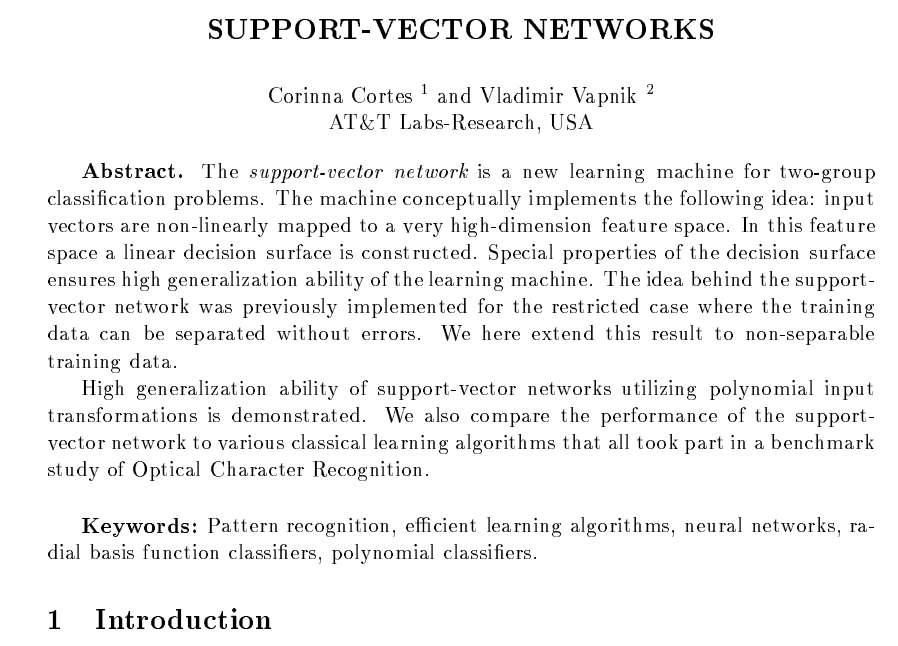 SUPPORT-VECTOR NETWORKS
Corinna Cortes 1 and Vladimir Vapnik 2
AT&T Labs-Research, USA
Abstract. The support-vector network is a new learning machine for two-group
classification problems. The machine conceptually implements the following idea: input
vectors are non-linearly mapped to a very high-dimension feature space. In this feature
space a linear decision surface is constructed. Special properties of the decision surface
ensures high generalization ability of the learning machine. The idea behind the support-
vector network was previously implemented for the restricted case where the training
data can be separated without errors. We here extend this result to non-separable
training data.
High generalization ability of support-vector networks utilizing polynomial input
transformations is demonstrated. We also compare the performance of the support-
vector network to various classical learning algorithms that all took part in a benchmark
study of Optical Character Recognition.
Keywords: Pattern recognition, efficient learning algorithms, neural networks, ra-
dial basis function classifiers, polynomial classifiers.
1 Introduction